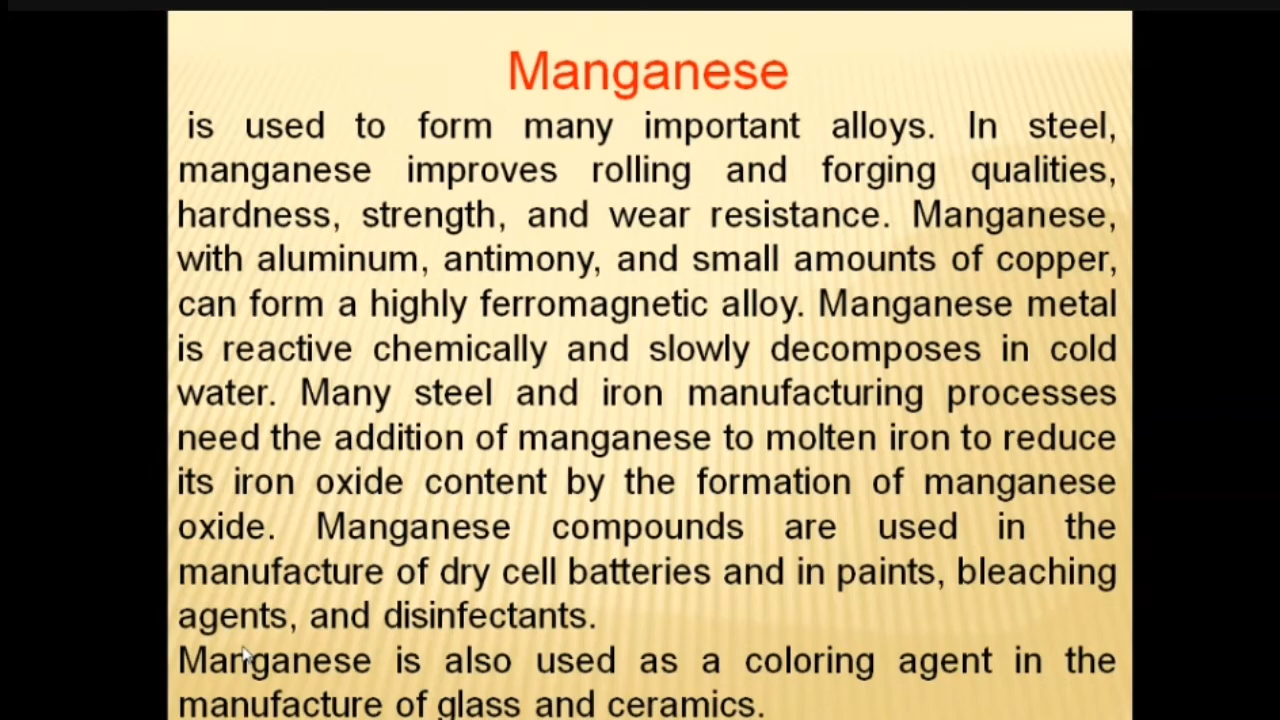 Manganese
is used to form many important alloys. In steel,
manganese improves rolling and forging qualities,
hardness, strength, and wear resistance. Manganese,
with aluminum, antimony, and small amounts of copper,
can form a highly ferromagnetic alloy. Manganese metal
is reactive chemically and slowly decomposes in cold
water. Many steel and iron manufacturing processes
need the addition of manganese to molten iron to reduce
its iron oxide content by the formation of manganese
oxide. Manganese compounds are used in the
manufacture of dry cell batteries and in paints, bleaching
agents, and disinfectants.
Manganese is also used as a coloring agent in the
manufacture of glass and ceramics.